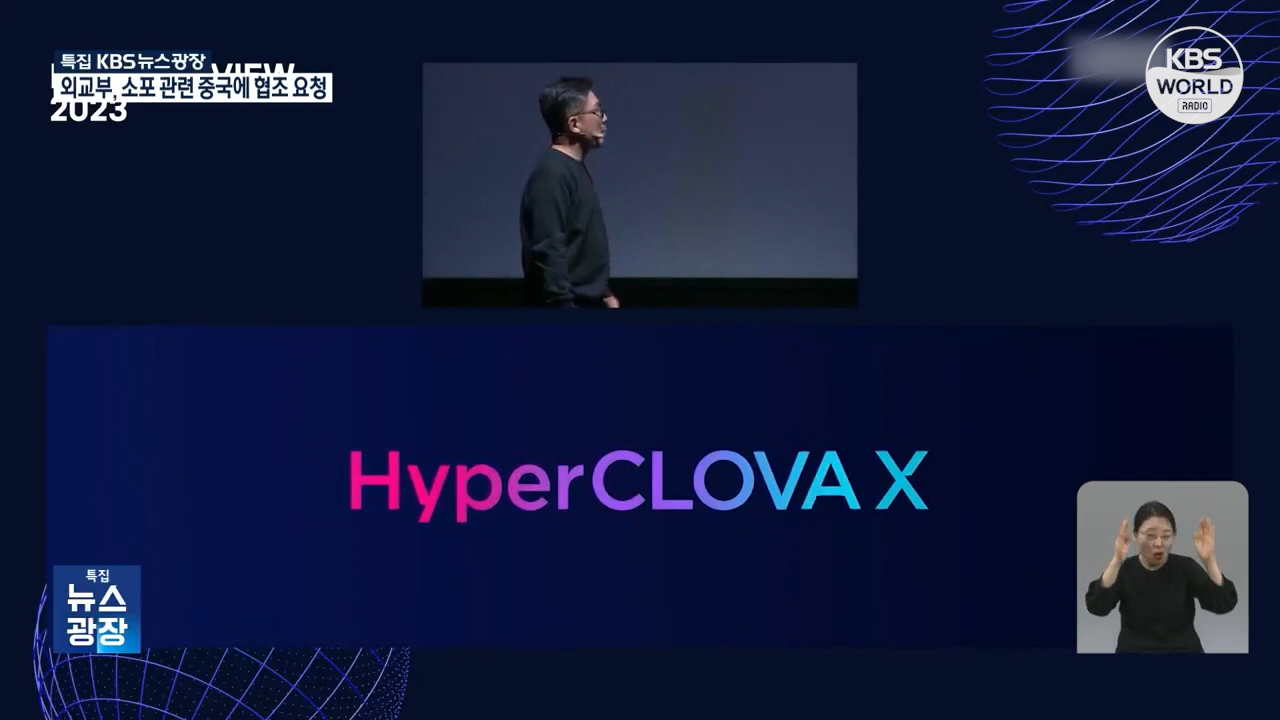 특집 KBS뉴스광장
VIEW
외교부, 소포 관련 중국에 협조 요청
2023
KBS
WORLD
RADIO
HyperCLOVA X
특집
뉴스
광장